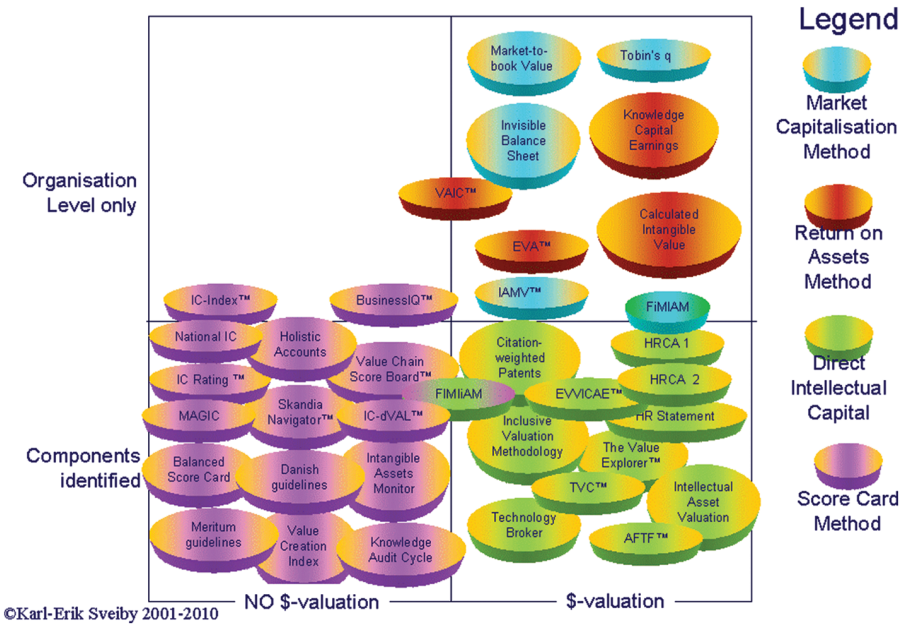 Legend
Market
Capitalisation
Method
Return on
Assets
Method
Direct
Intellectual
Capital
Score Card
Method
Organisation
Level only
Components
identified
Market-to-
book Value
Tobin's q
Invisible
Balance
Sheet
Knowledge
Capital
Earnings
VAIC™
Calculated
Intangible
Value
EVA™
IAMV™
FiMIAM
IC-Index™
BusinessIQ™
National IC
Holistic
Accounts
Value Chain
Score Board™
IC Rating ™
MAGIC
Skandia
Navigator™
IC-dVAL™
Balanced
Score Card
Danish
guidelines
Intangible
Assets
Monitor
Meritum
guidelines
Value
Creation
Index
Knowledge
Audit Cycle
Citation-
weighted
Patents
HRCA 1
HRCA 2
FIMIiAM
EVVICAE™
HR Statement
Inclusive
Valuation
Methodology
The Value
Explorer™
TVC™
Intellectual
Asset
Valuation
Technology
Broker
AFTF™
NO $-valuation
$-valuation
©Karl-Erik Sveiby 2001-2010